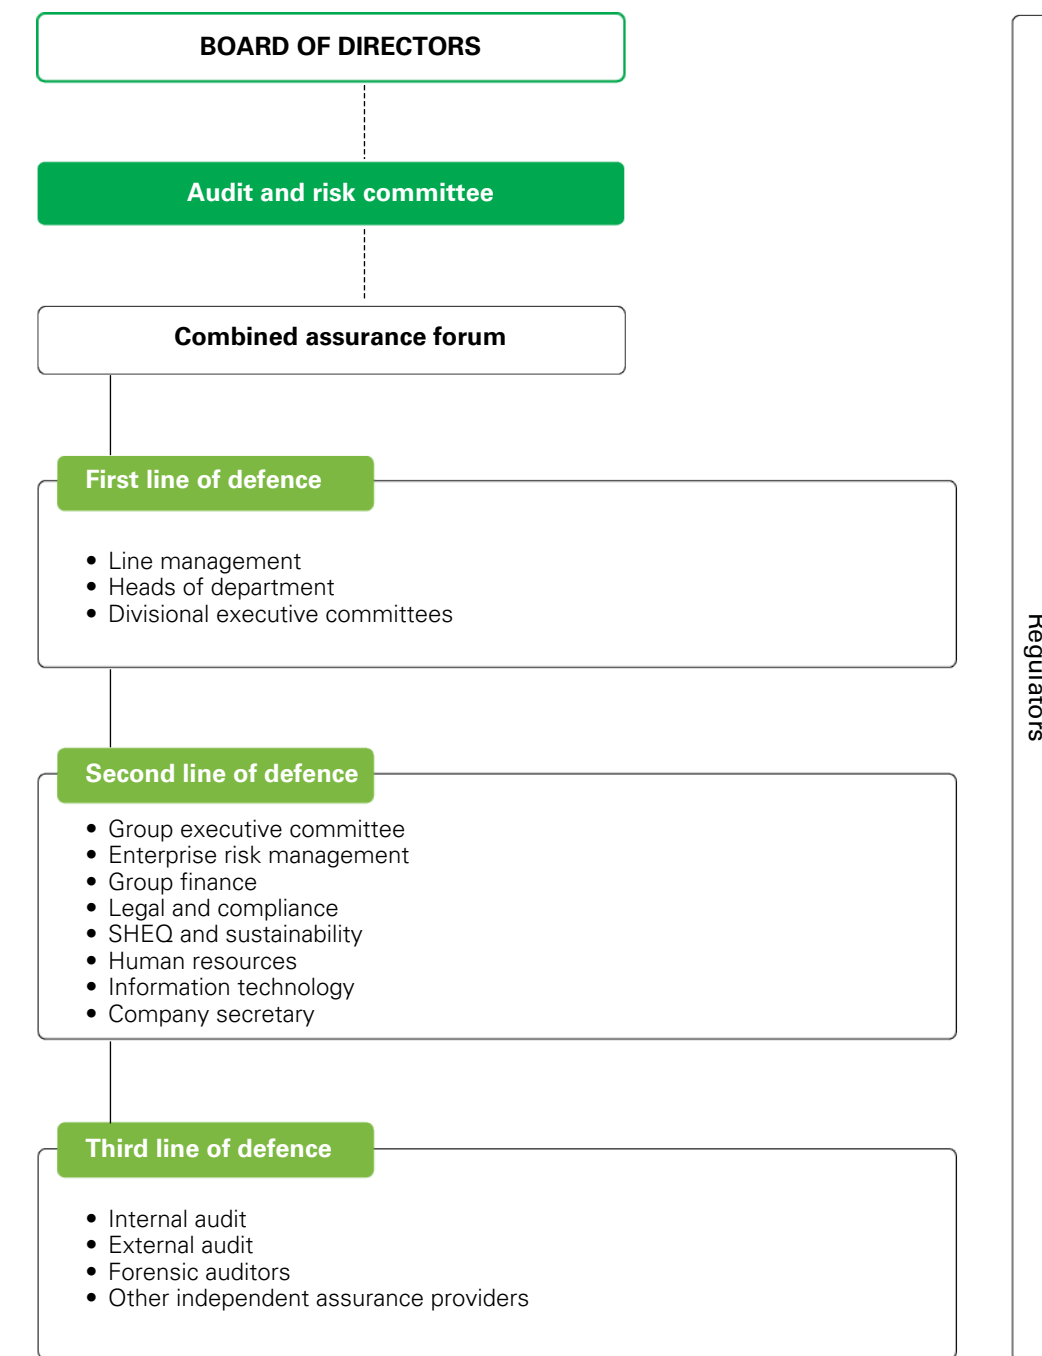 BOARD OF DIRECTORS
Audit and risk committee
Combined assurance forum
First line of defence
• Line management
• Heads of department
• Divisional executive committees
Second line of defence
• Group executive committee
• Enterprise risk management
• Group finance
• Legal and compliance
• SHEQ and sustainability
• Human resources
• Information technology
• Company secretary
Third line of defence
• Internal audit
• External audit
• Forensic auditors
• Other independent assurance providers
Regulators